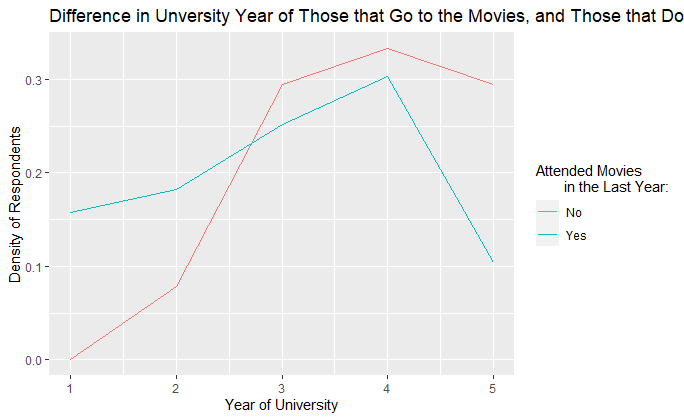 Difference in Unversity Year of Those that Go to the Movies, and Those that Do
0.3
0.2
0.1
0.0
Density of Respondents
1 2 3 4 5
Year of University
Attended Movies
in the Last Year:
No
Yes